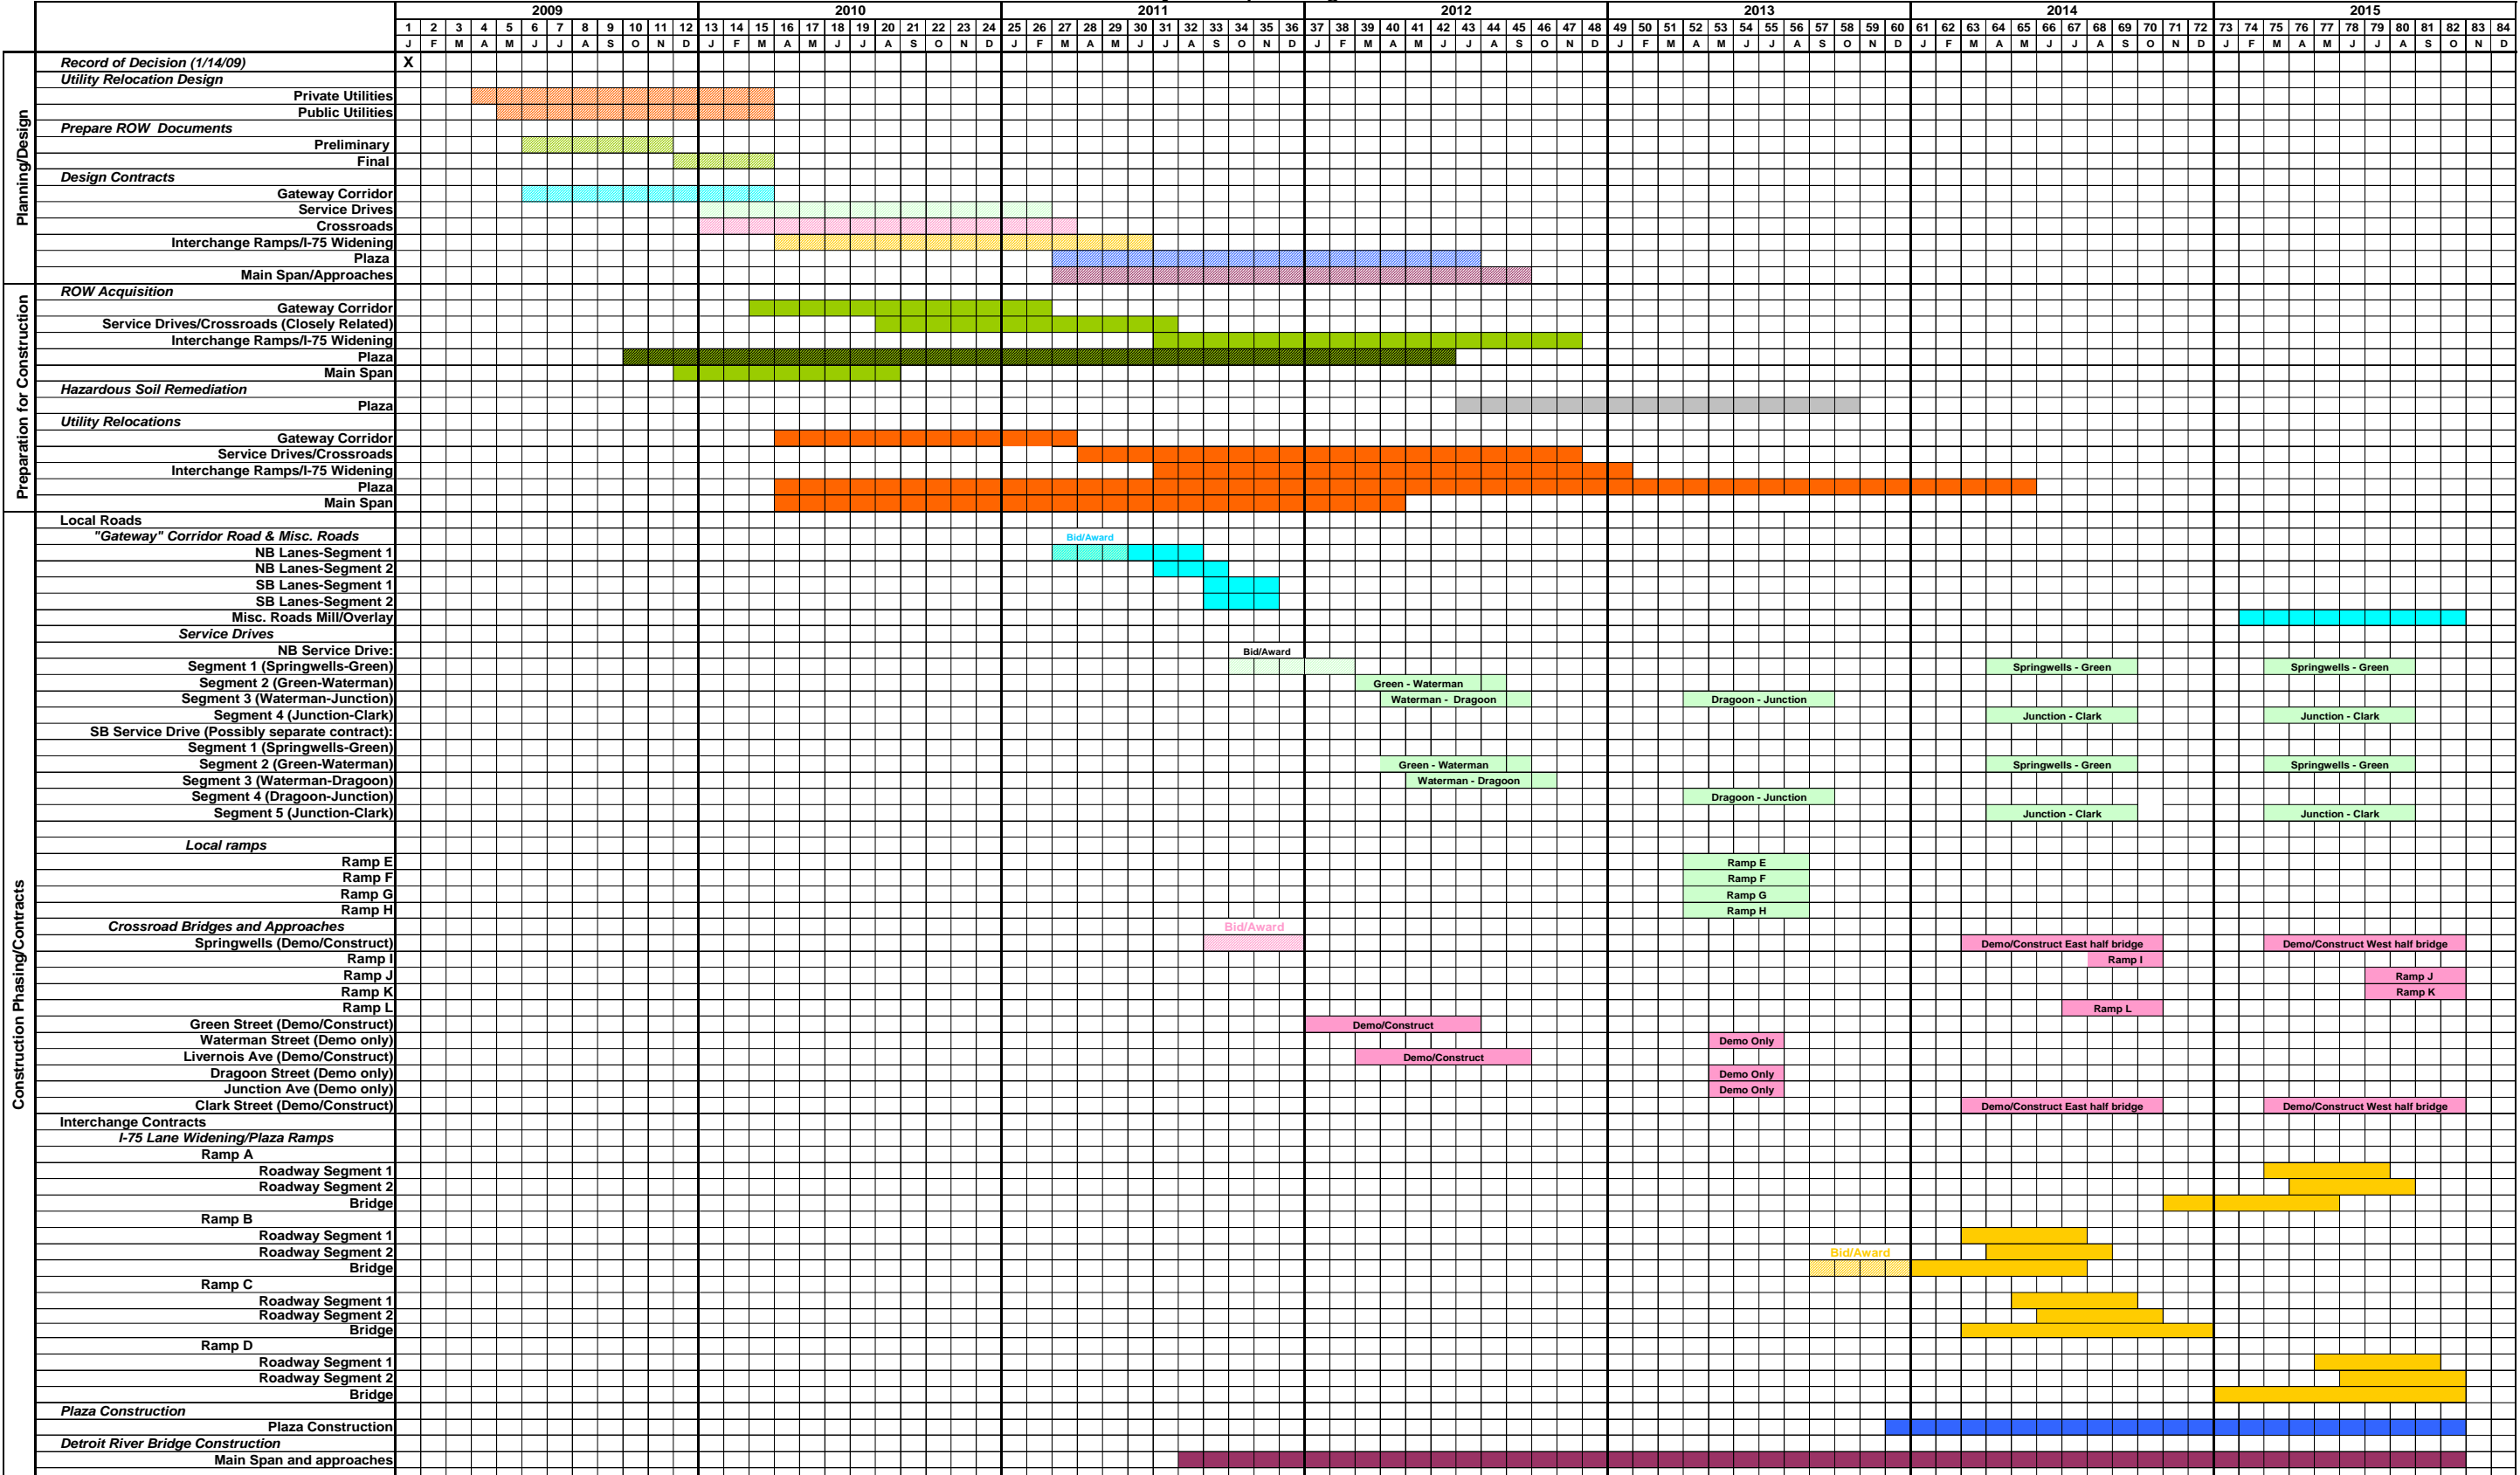 2009 2010 2011 2012 2013 2014 2015
1 2 3 4 5 6 7 8 9 10 11 12 13 14 15 16 17 18 19 20 21 22 23 24 25 26 27 28 29 30 31 32 33 34 35 36 37 38 39 40 41 42 43 44 45 46 47 48 49 50 51 52 53 54 55 56 57 58 59 60 61 62 63 64 65 66 67 68 69 70 71 72 73 74 75 76 77 78 79 80 81 82 83 84
J F M A M J J A S O N D J F M A M J J A S O N D J F M A M J J A S O N D J F M A M J J A S O N D J F M A M J J A S O N D J F M A M J J A S O N D J F M A M J J A S O N D
Planning/Design
Record of Decision (1/14/09) X
Utility Relocation Design
Private Utilities
Public Utilities
Prepare ROW Documents
Preliminary
Final
Design Contracts
Gateway Corridor
Service Drives
Crossroads
Interchange Ramps/I-75 Widening
Plaza
Main Span/Approaches
Preparation for Construction
ROW Acquisition
Gateway Corridor
Service Drives/Crossroads (Closely Related)
Interchange Ramps/I-75 Widening
Plaza
Main Span
Hazardous Soil Remediation
Plaza
Utility Relocations
Gateway Corridor
Service Drives/Crossroads
Interchange Ramps/I-75 Widening
Plaza
Main Span
Construction Phasing/Contracts
Local Roads
"Gateway" Corridor Road & Misc. Roads Bid/Award
NB Lanes-Segment 1
NB Lanes-Segment 2
SB Lanes-Segment 1
SB Lanes-Segment 2
Misc. Roads Mill/Overlay
Service Drives
NB Service Drive: Bid/Award
Segment 1 (Springwells-Green) Springwells - Green Springwells - Green
Segment 2 (Green-Waterman) Green - Waterman
Segment 3 (Waterman-Junction) Waterman - Dragoon Dragoon - Junction
Segment 4 (Junction-Clark) Junction - Clark Junction - Clark
SB Service Drive (Possibly separate contract):
Segment 1 (Springwells-Green)
Segment 2 (Green-Waterman) Green - Waterman Springwells - Green Springwells - Green
Segment 3 (Waterman-Dragoon) Waterman - Dragoon
Segment 4 (Dragoon-Junction) Dragoon - Junction
Segment 5 (Junction-Clark) Junction - Clark Junction - Clark
Local ramps
Ramp E Ramp E
Ramp F Ramp F
Ramp G Ramp G
Ramp H Ramp H
Crossroad Bridges and Approaches Bid/Award
Springwells (Demo/Construct) Demo/Construct East half bridge Demo/Construct West half bridge
Ramp I Ramp I
Ramp J Ramp J
Ramp K Ramp K
Ramp L Ramp L
Green Street (Demo/Construct) Demo/Construct
Waterman Street (Demo only) Demo Only
Livernois Ave (Demo/Construct) Demo/Construct
Dragoon Street (Demo only) Demo Only
Junction Ave (Demo only) Demo Only
Clark Street (Demo/Construct) Demo/Construct East half bridge Demo/Construct West half bridge
Interchange Contracts
I-75 Lane Widening/Plaza Ramps
Ramp A
Roadway Segment 1
Roadway Segment 2
Bridge
Ramp B
Roadway Segment 1
Roadway Segment 2 Bid/Award
Bridge
Ramp C
Roadway Segment 1
Roadway Segment 2
Bridge
Ramp D
Roadway Segment 1
Roadway Segment 2
Bridge
Plaza Construction
Plaza Construction
Detroit River Bridge Construction
Main Span and approaches